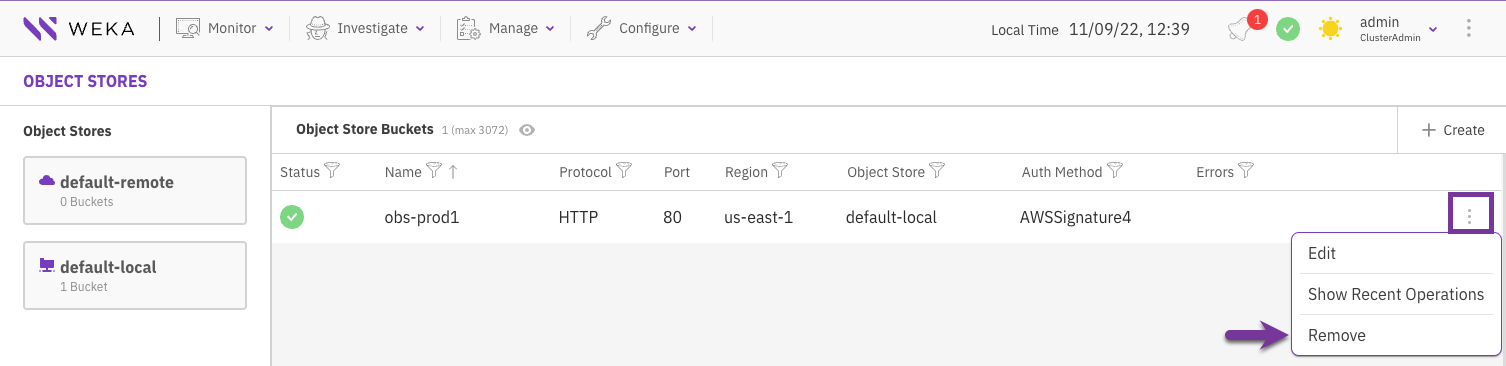 WEKA Monitor Investigate Manage Configure Local Time 11/09/22, 12:39 1 admin
ClusterAdmin
OBJECT STORES
Object Stores
default-remote
0 Buckets
default-local
1 Bucket
Object Store Buckets 1 (max 3072) Create
Status Name Protocol Port Region Object Store Auth Method Errors
obs-prod1 HTTP 80 us-east-1 default-local AWSSignature4
Edit
Show Recent Operations
Remove